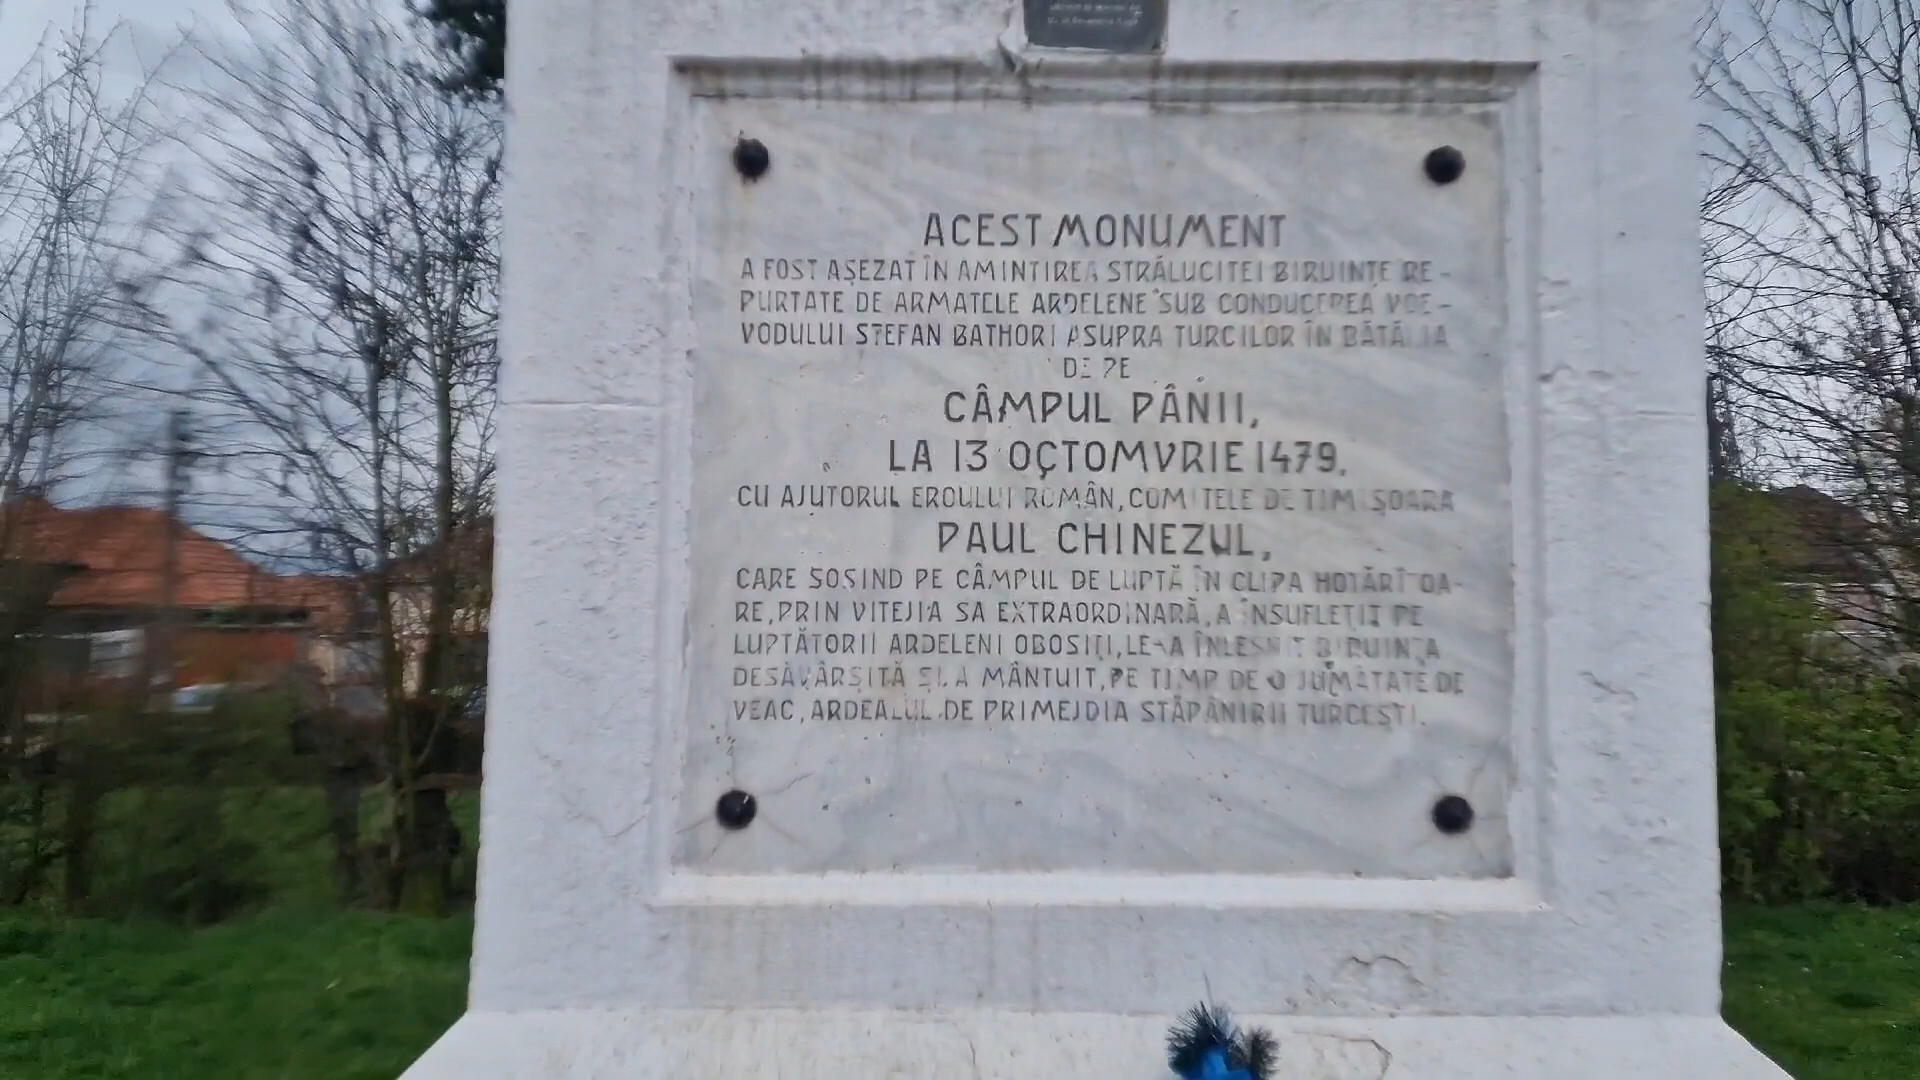 ACEST MONUMENT
A FOST AȘEZAT ÎN AMINTIREA STRĂLUCITEI BIRUINȚE RE-
PURTATE DE ARMATELE ARDELENE SUB CONDUCEREA VOE-
VODULUI ȘTEFAN BATHORI ASUPRA TURCILOR ÎN BĂTĂLIA
DE PE
CÂMPUL PÂNII,
LA 13 OCTOMVRIE 1479,
CU AJUTORUL EROULUI ROMÂN, COMITELE DE TIMIȘOARA
PAUL CHINEZUL,
CARE SOSIND PE CÂMPUL DE LUPTĂ ÎN CLIPA HOTĂRÎTOA-
RE, PRIN VITEJIA SA EXTRAORDINARĂ, A ÎNSUFLEȚIT PE
LUPTĂTORII ARDELENI OBOSIȚI, LE-A ÎNLESNIT BIRUINȚA
DESĂVÂRȘITĂ ȘI A MÂNTUIT, PE TIMP DE O JUMĂTATE DE
VEAC, ARDEALUL DE PRIMEJDIA STĂPÂNIRII TURCEȘTI.